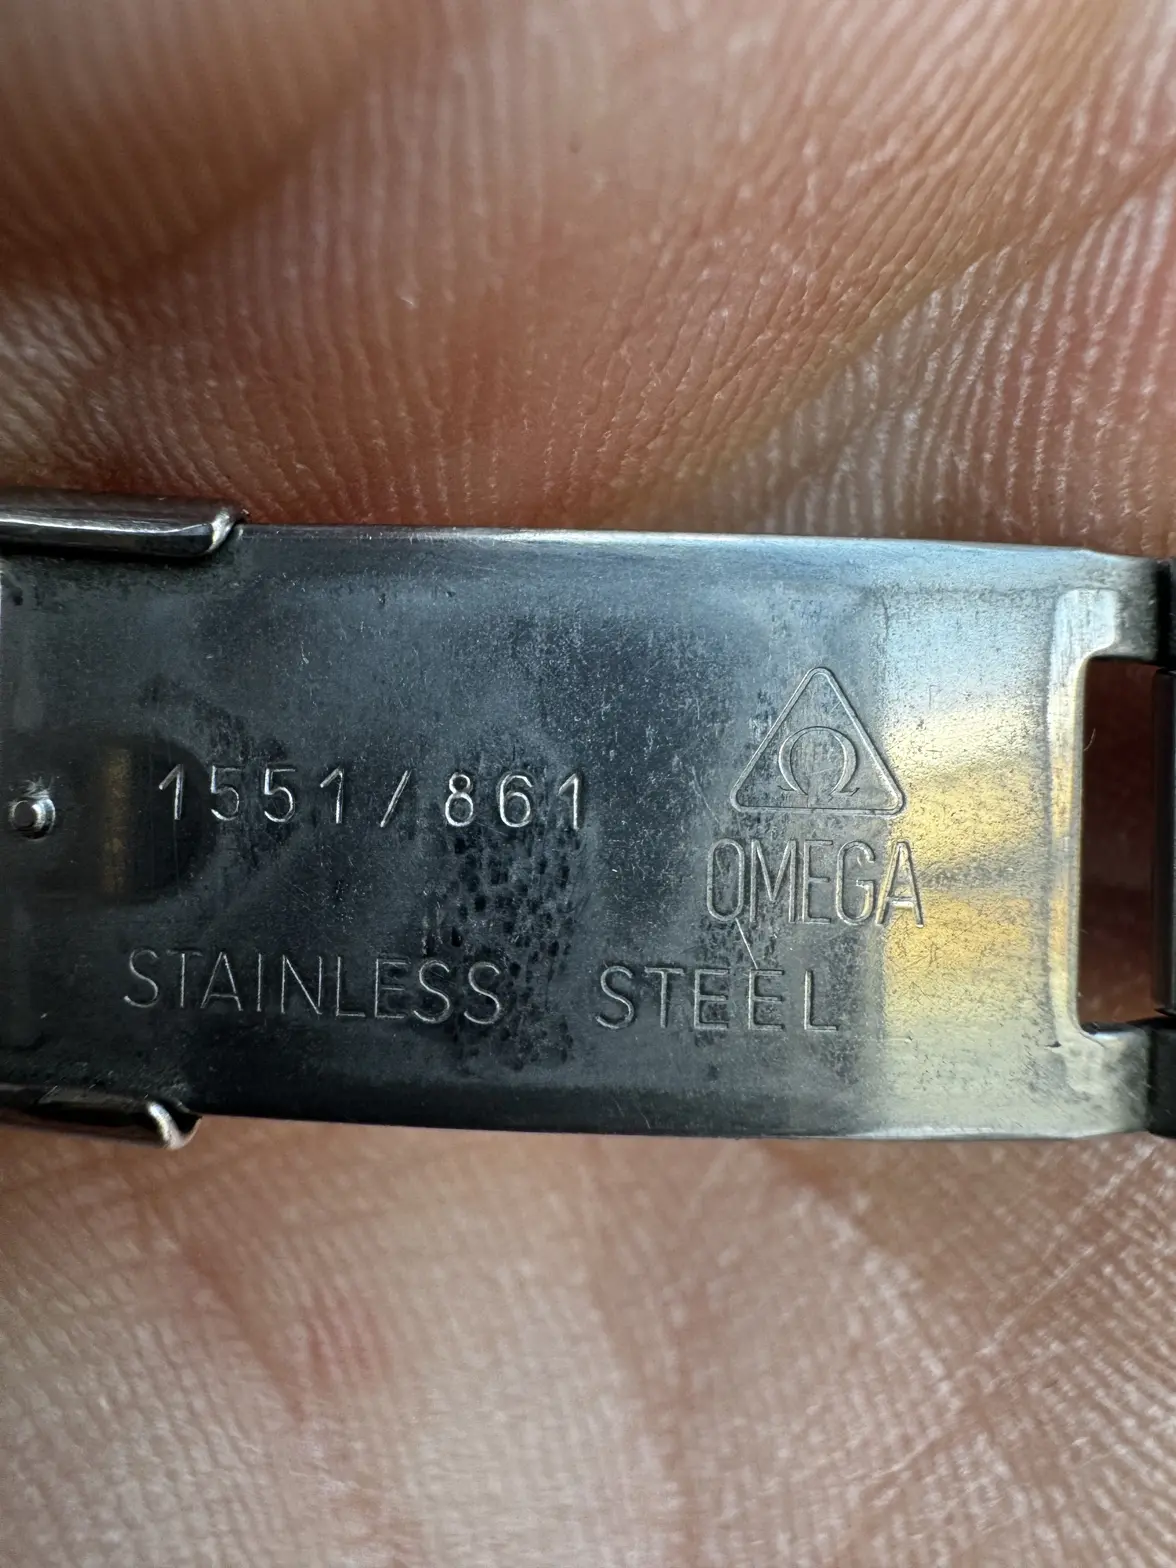 1551/861
Ω
OMEGA
STAINLESS STEEL